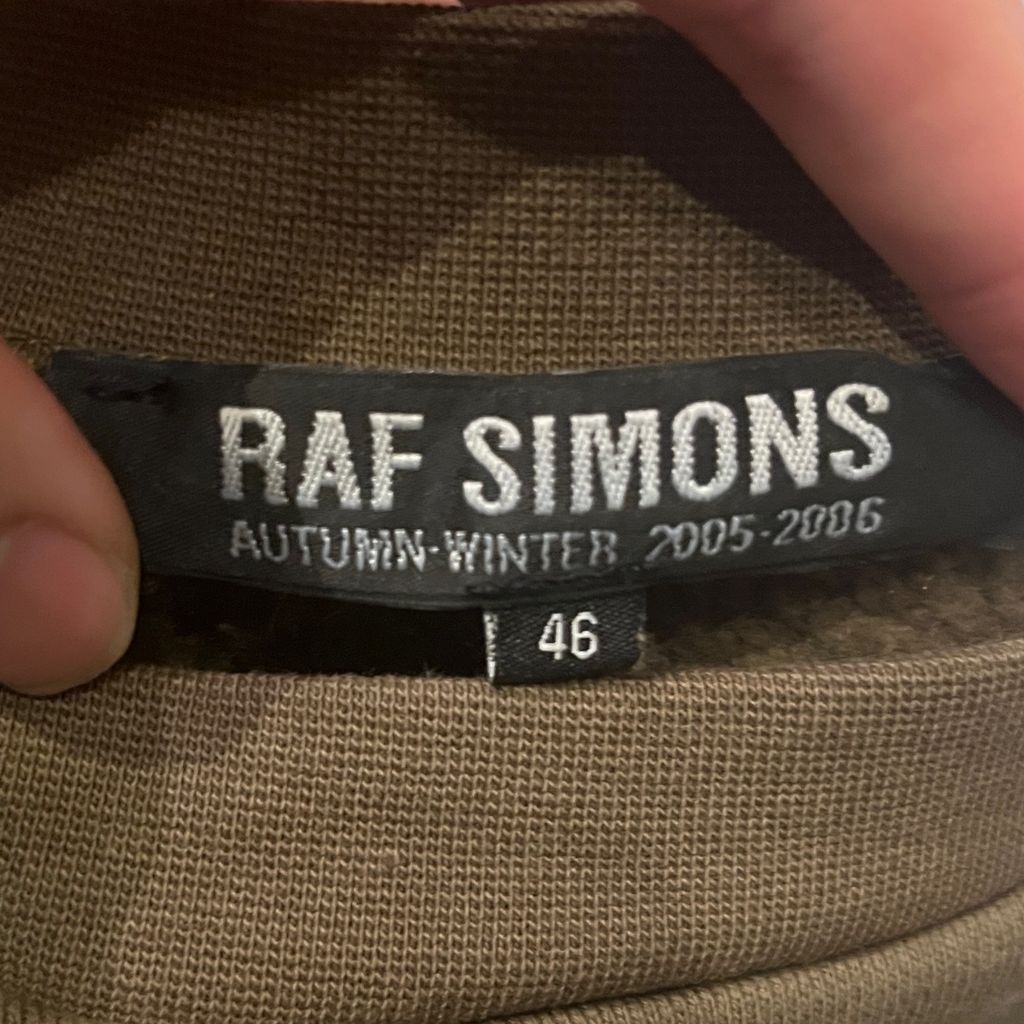 RAF SIMONS
AUTUMN-WINTER 2005-2006
46